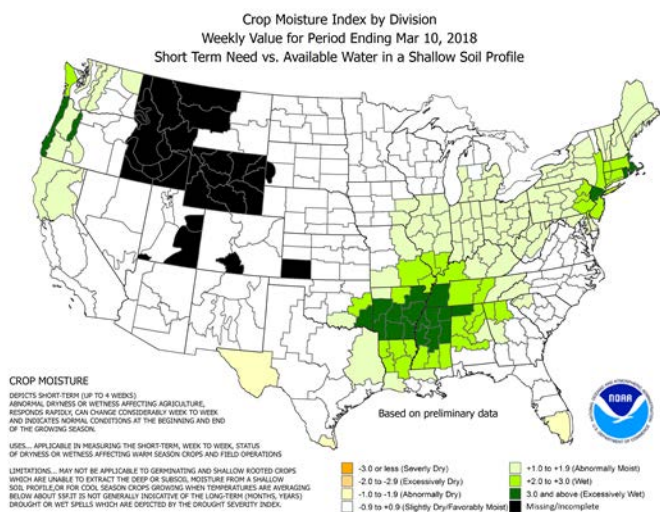 Crop Moisture Index by Division
Weekly Value for Period Ending Mar 10, 2018
Short Term Need vs. Available Water in a Shallow Soil Profile
CROP MOISTURE
DEPICTS SHORT-TERM (UP TO 4 WEEKS)
ABNORMAL DRYNESS OR WETNESS AFFECTING AGRICULTURE,
RESPONDS RAPIDLY, CAN CHANGE CONSIDERABLY WEEK TO WEEK
AND INDICATES NORMAL CONDITIONS AT THE BEGINNING AND END
OF THE GROWING SEASON.
USES... APPLICABLE IN MEASURING THE SHORT-TERM, WEEK TO WEEK, STATUS
OF DRYNESS OR WETNESS AFFECTING WARM SEASON CROPS AND FIELD OPERATIONS
LIMITATIONS... MAY NOT BE APPLICABLE TO GERMINATING AND SHALLOW ROOTED CROPS
WHICH ARE UNABLE TO EXTRACT THE DEEP OR SUBSOIL MOISTURE FROM A SHALLOW
SOIL PROFILE,OR FOR COOL SEASON CROPS GROWING WHEN TEMPERATURES ARE AVERAGING
BELOW ABOUT 55F.IT IS NOT GENERALLY INDICATIVE OF THE LONG-TERM (MONTHS, YEARS)
DROUGHT OR WET SPELLS WHICH ARE DEPICTED BY THE DROUGHT SEVERITY INDEX.
Based on preliminary data
NOAA
-3.0 or less (Severly Dry)
-2.0 to -2.9 (Excessively Dry)
-1.0 to -1.9 (Abnormally Dry)
-0.9 to +0.9 (Slightly Dry/Favorably Moist)
+1.0 to +1.9 (Abnormally Moist)
+2.0 to +3.0 (Wet)
3.0 and above (Excessively Wet)
Missing/Incomplete